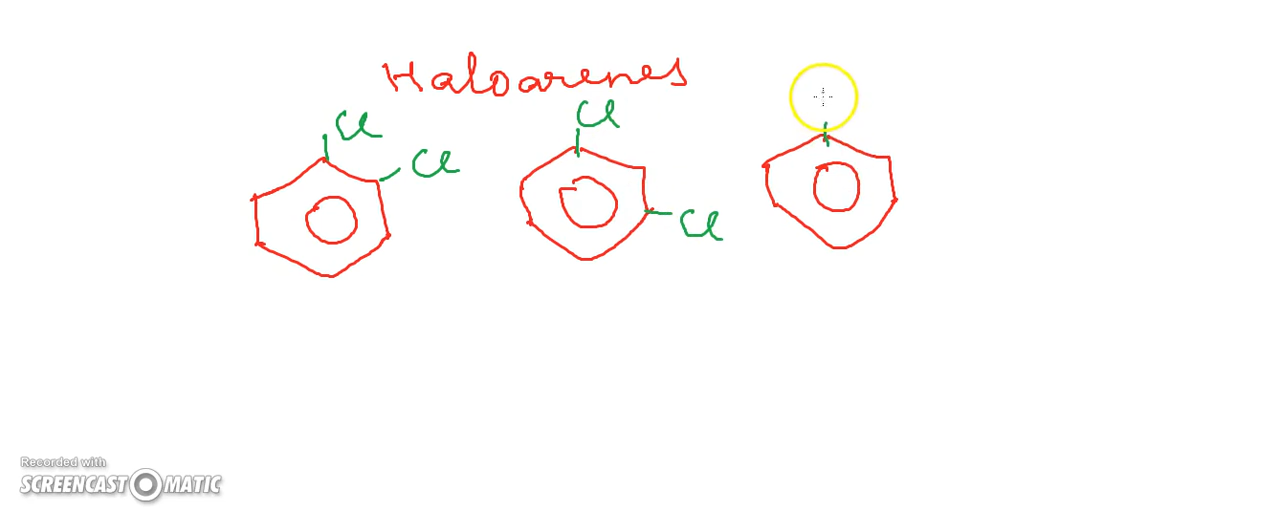 Haloarenes
Cl
Cl
Cl
Cl
Recorded with
SCREENCAST MATIC